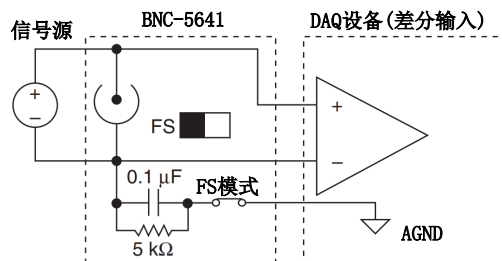 BNC-5641
DAQ设备(差分输入)
信号源
+
−
FS
+
−
0.1 μF
FS模式
5 kΩ
AGND